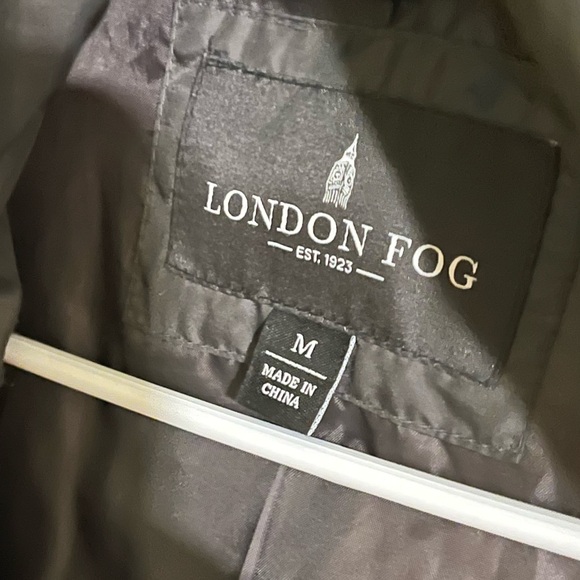 LONDON FOG
EST. 1923
M
MADE IN
CHINA